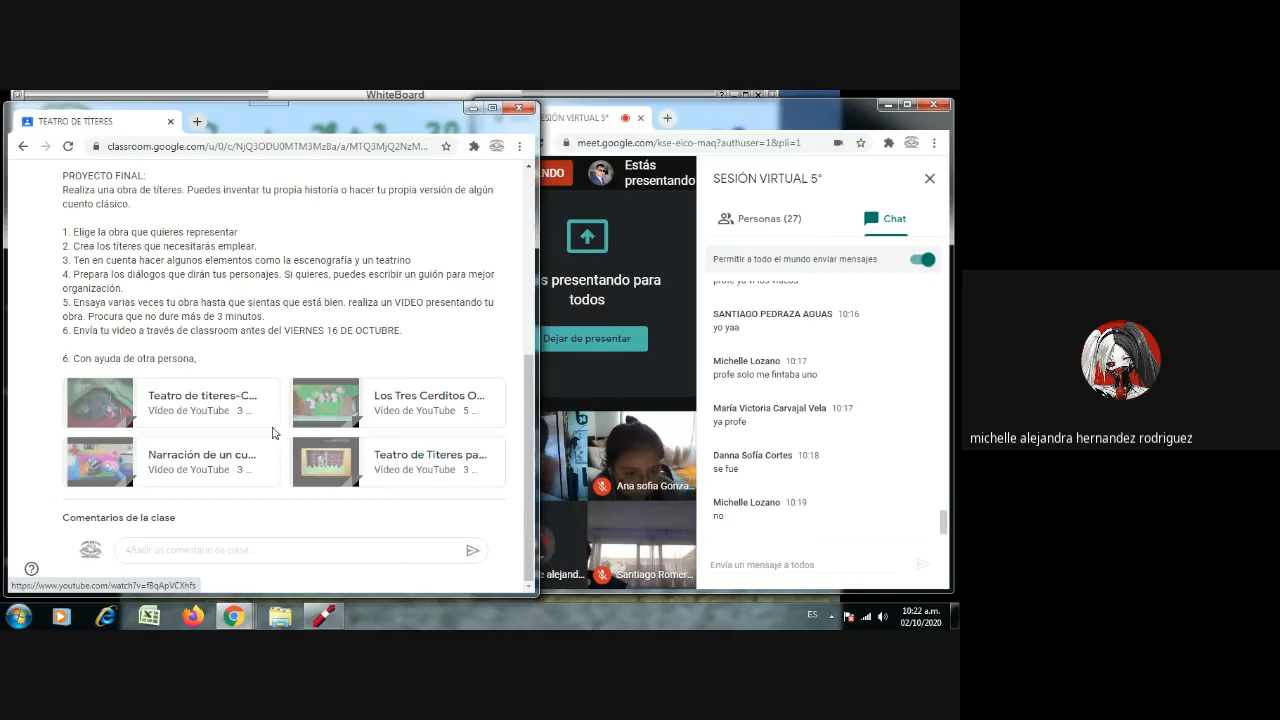 WhiteBoard
TEATRO DE TÍTERES
classroom.google.com/u/0/c/NjQ3ODU0MTM3MzBa/a/MTQ3MjQ2NzM...
PROYECTO FINAL:
Realiza una obra de títeres. Puedes inventar tu propia historia o hacer tu propia versión de algún
cuento clásico.
1. Elige la obra que quieres representar
2. Crea los títeres que necesitarás emplear.
3. Ten en cuenta hacer algunos elementos como la escenografía y un teatrino
4. Prepara los diálogos que dirán tus personajes. Si quieres, puedes escribir un guión para mejor
organización.
5. Ensaya varias veces tu obra hasta que sientas que está bien. realiza un VIDEO presentando tu
obra. Procura que no dure más de 3 minutos.
6. Envía tu video a través de classroom antes del VIERNES 16 DE OCTUBRE.
6. Con ayuda de otra persona,
Teatro de títeres-C...
Vídeo de YouTube 3 ...
Los Tres Cerditos O...
Vídeo de YouTube 5 ...
Narración de un cu...
Vídeo de YouTube 3 ...
Teatro de Títeres pa...
Vídeo de YouTube 3 ...
Comentarios de la clase
Añadir un comentario de clase...
https://www.youtube.com/watch?v=fBqApVCXhfs
ESIÓN VIRTUAL 5°
meet.google.com/kse-eico-maq?authuser=1&pli=1
NDO
Estás
presentando
s presentando para
todos
Dejar de presentar
Ana sofia Gonza...
e alejand...
Santiago Romer...
SESIÓN VIRTUAL 5°
Personas (27)
Chat
Permitir a todo el mundo enviar mensajes
profe ya vi los videos
SANTIAGO PEDRAZA AGUAS 10:16
yo yaa
Michelle Lozano 10:17
profe solo me fintaba uno
María Victoria Carvajal Vela 10:17
ya profe
Danna Sofía Cortes 10:18
se fue
Michelle Lozano 10:19
no
Envía un mensaje a todos
ES
10:22 a.m.
02/10/2020
michelle alejandra hernandez rodriguez